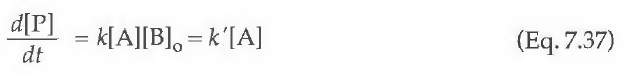 d[P]/dt = k[A][B]ₒ = k′[A] (Eq. 7.37)